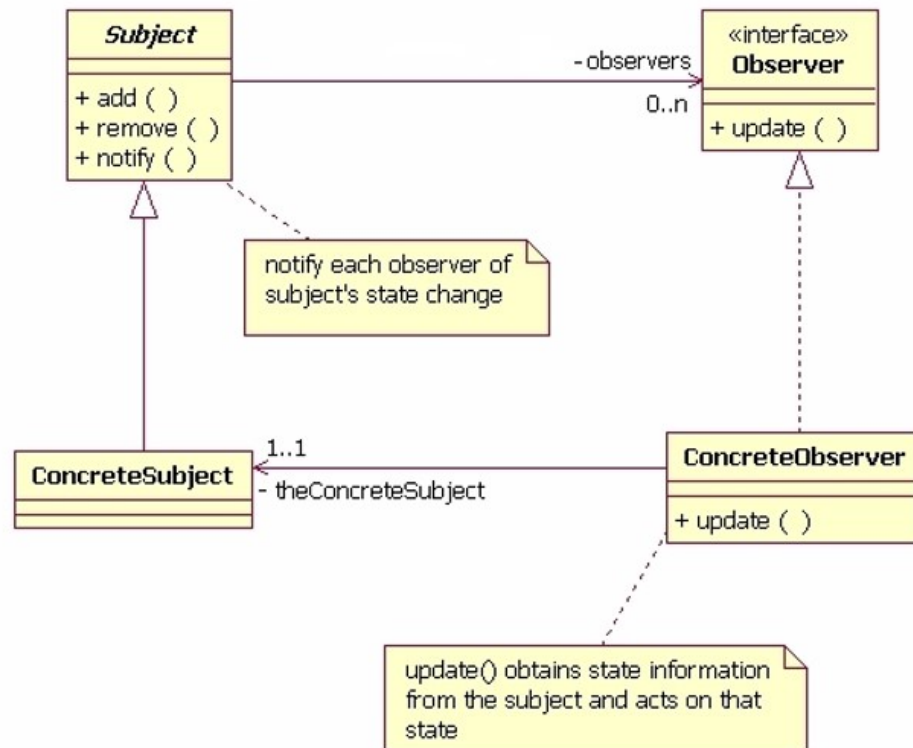 Subject
+ add ( )
+ remove ( )
+ notify ( )
- observers
0..n
«interface»
Observer
+ update ( )
notify each observer of
subject's state change
ConcreteSubject
1..1
- theConcreteSubject
ConcreteObserver
+ update ( )
update() obtains state information
from the subject and acts on that
state